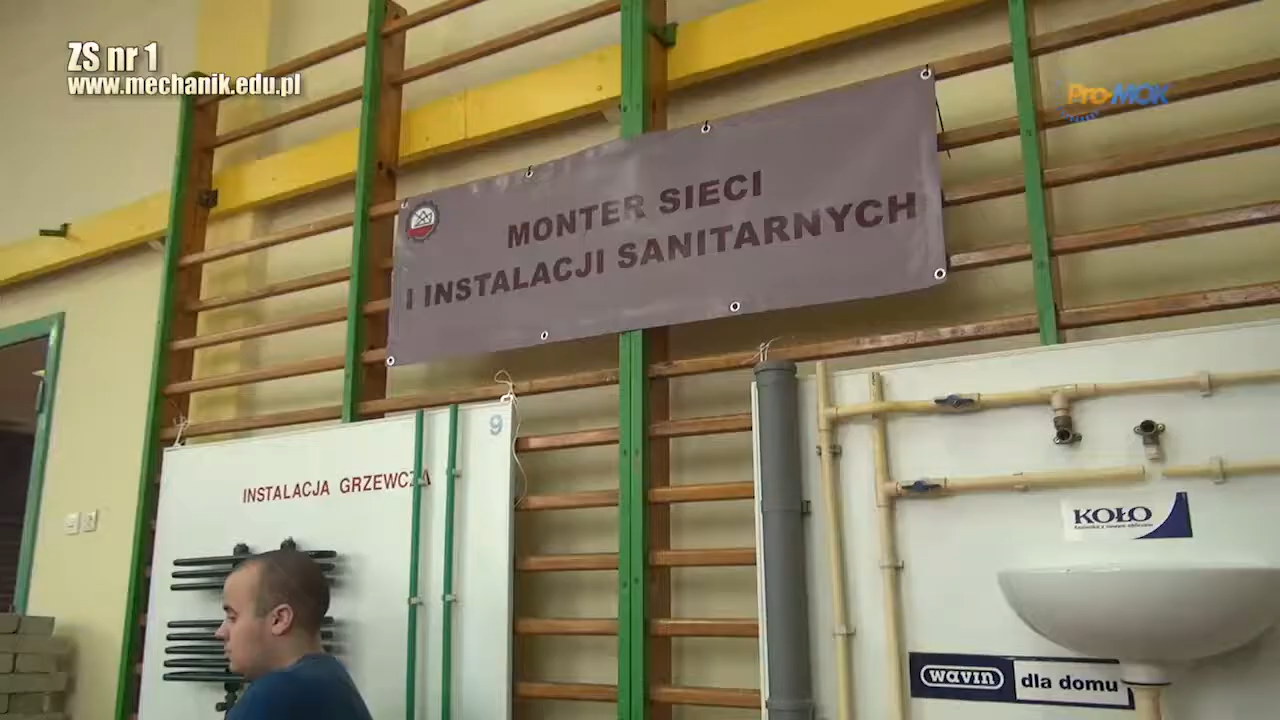 ZS nr 1
www.mechanik.edu.pl
Pro-MOK
MONTER SIECI
I INSTALACJI SANITARNYCH
9
INSTALACJA GRZEWCZA
KOŁO
wavin dla domu